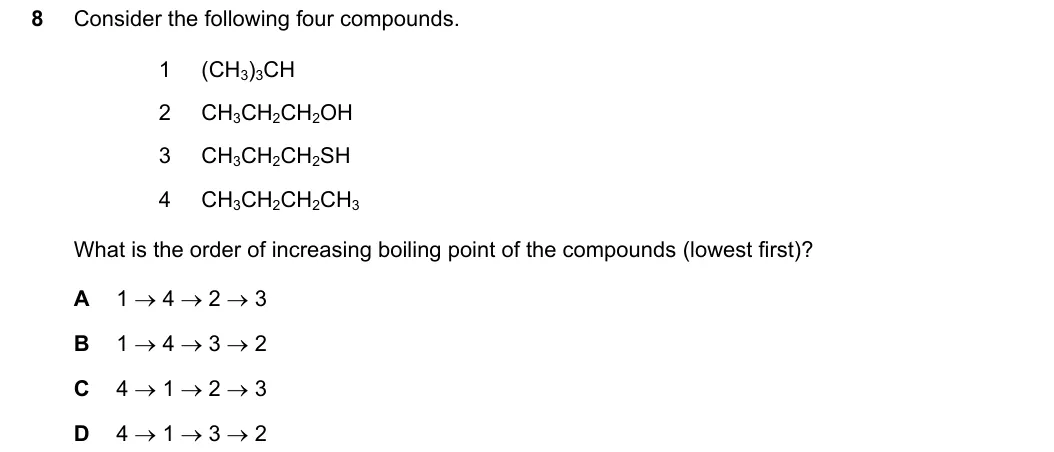 8 Consider the following four compounds.
1 (CH₃)₃CH
2 CH₃CH₂CH₂OH
3 CH₃CH₂CH₂SH
4 CH₃CH₂CH₂CH₃
What is the order of increasing boiling point of the compounds (lowest first)?
A 1 → 4 → 2 → 3
B 1 → 4 → 3 → 2
C 4 → 1 → 2 → 3
D 4 → 1 → 3 → 2